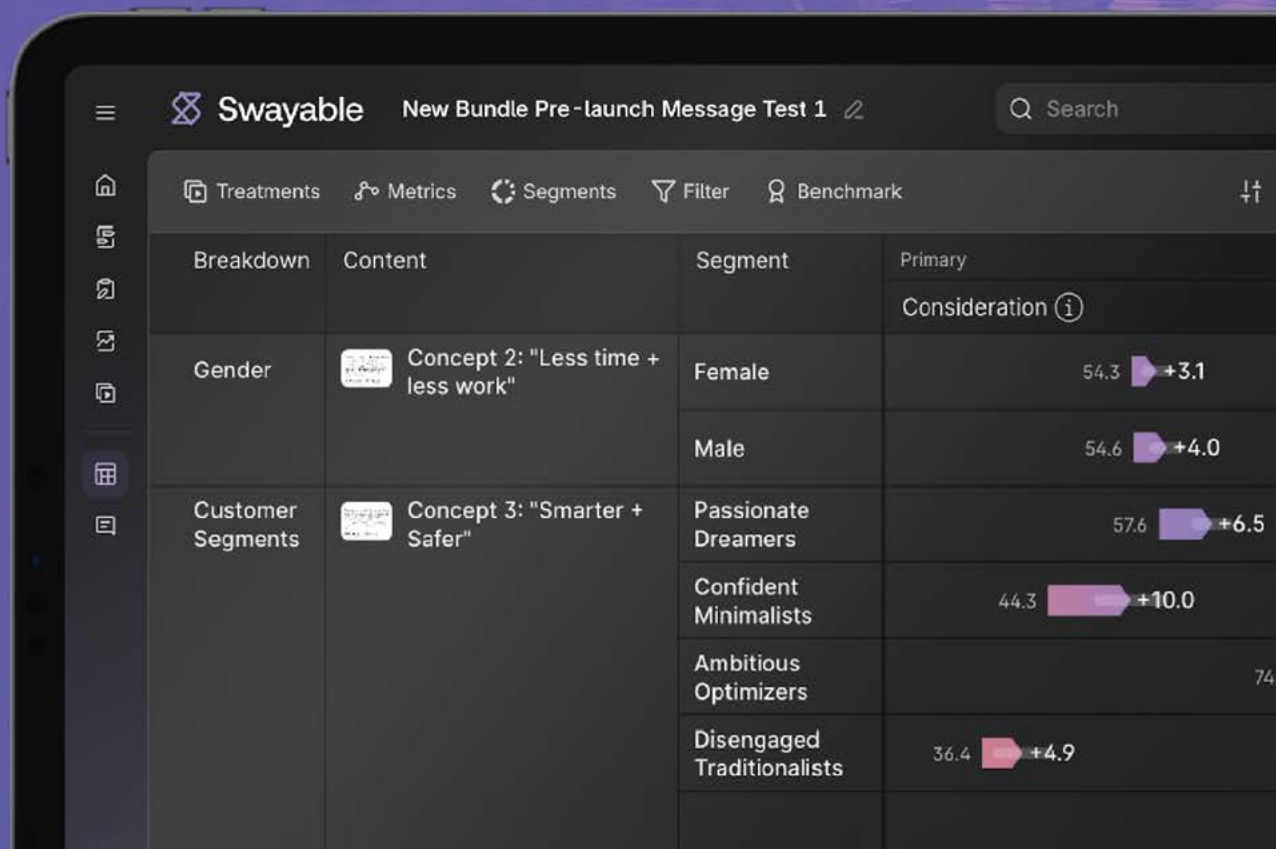 Swayable
New Bundle Pre-launch Message Test 1
Search
Treatments
Metrics
Segments
Filter
Benchmark
Breakdown
Content
Segment
Primary
Consideration
Gender
Concept 2: "Less time +
less work"
Female
54.3
+3.1
Male
54.6
+4.0
Customer
Segments
Concept 3: "Smarter +
Safer"
Passionate
Dreamers
57.6
+6.5
Confident
Minimalists
44.3
+10.0
Ambitious
Optimizers
74.
Disengaged
Traditionalists
36.4
+4.9